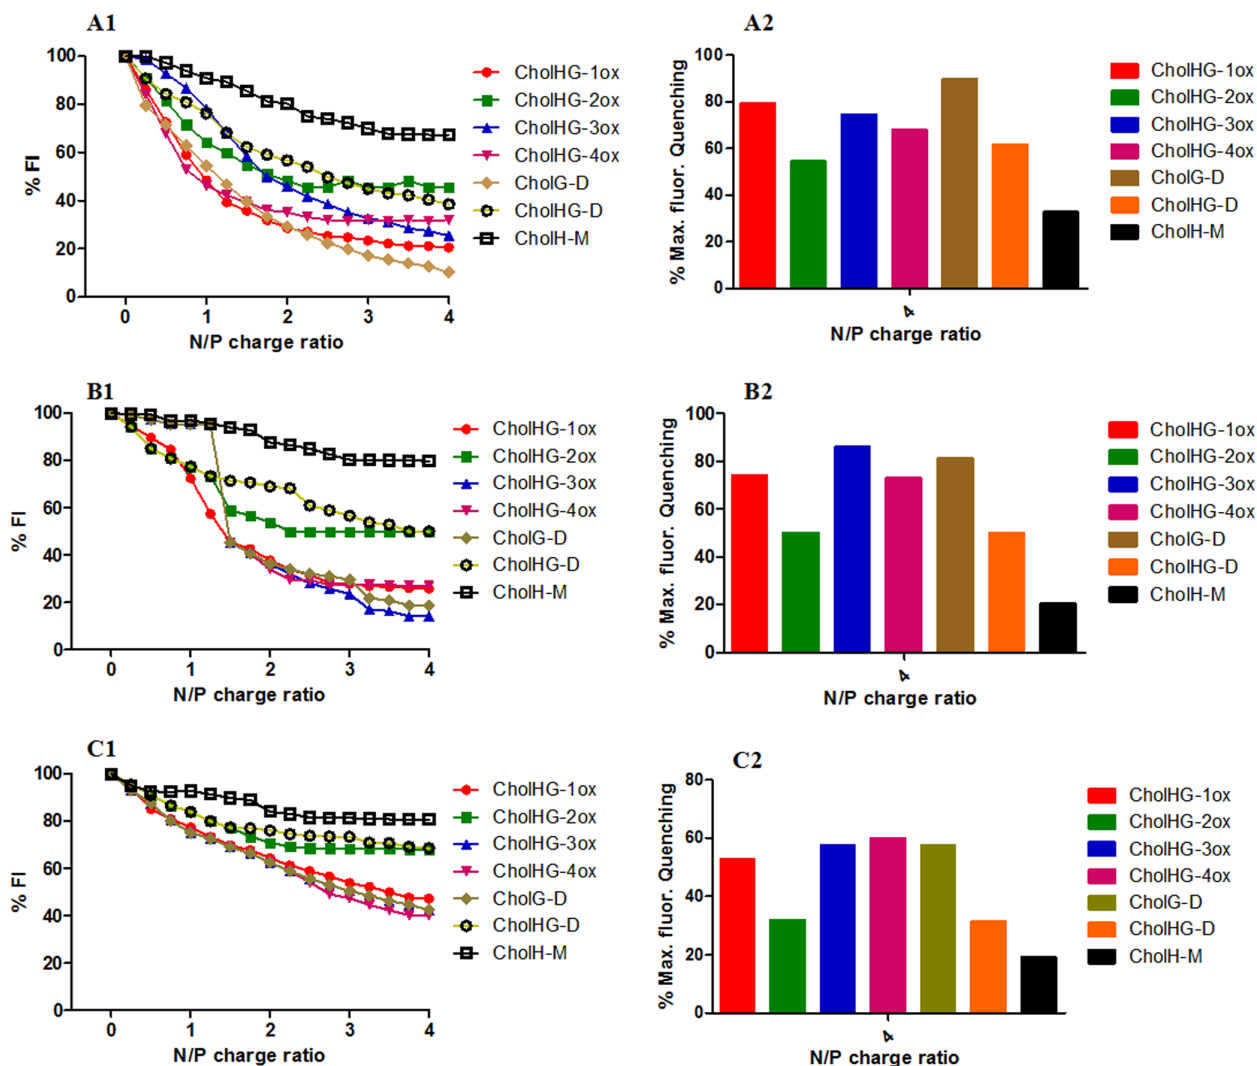 A1
% FI
100
80
60
40
20
0
0 1 2 3 4
N/P charge ratio
CholHG-1ox
CholHG-2ox
CholHG-3ox
CholHG-4ox
CholG-D
CholHG-D
CholH-M
A2
% Max. fluor. Quenching
100
80
60
40
20
0
4
N/P charge ratio
CholHG-1ox
CholHG-2ox
CholHG-3ox
CholHG-4ox
CholG-D
CholHG-D
CholH-M
B1
% FI
100
80
60
40
20
0
0 1 2 3 4
N/P charge ratio
CholHG-1ox
CholHG-2ox
CholHG-3ox
CholHG-4ox
CholG-D
CholHG-D
CholH-M
B2
% Max. fluor. Quenching
100
80
60
40
20
0
4
N/P charge ratio
CholHG-1ox
CholHG-2ox
CholHG-3ox
CholHG-4ox
CholG-D
CholHG-D
CholH-M
C1
% FI
100
80
60
40
20
0
0 1 2 3 4
N/P charge ratio
CholHG-1ox
CholHG-2ox
CholHG-3ox
CholHG-4ox
CholG-D
CholHG-D
CholH-M
C2
% Max. fluor. Quenching
80
60
40
20
0
4
N/P charge ratio
CholHG-1ox
CholHG-2ox
CholHG-3ox
CholHG-4ox
CholG-D
CholHG-D
CholH-M